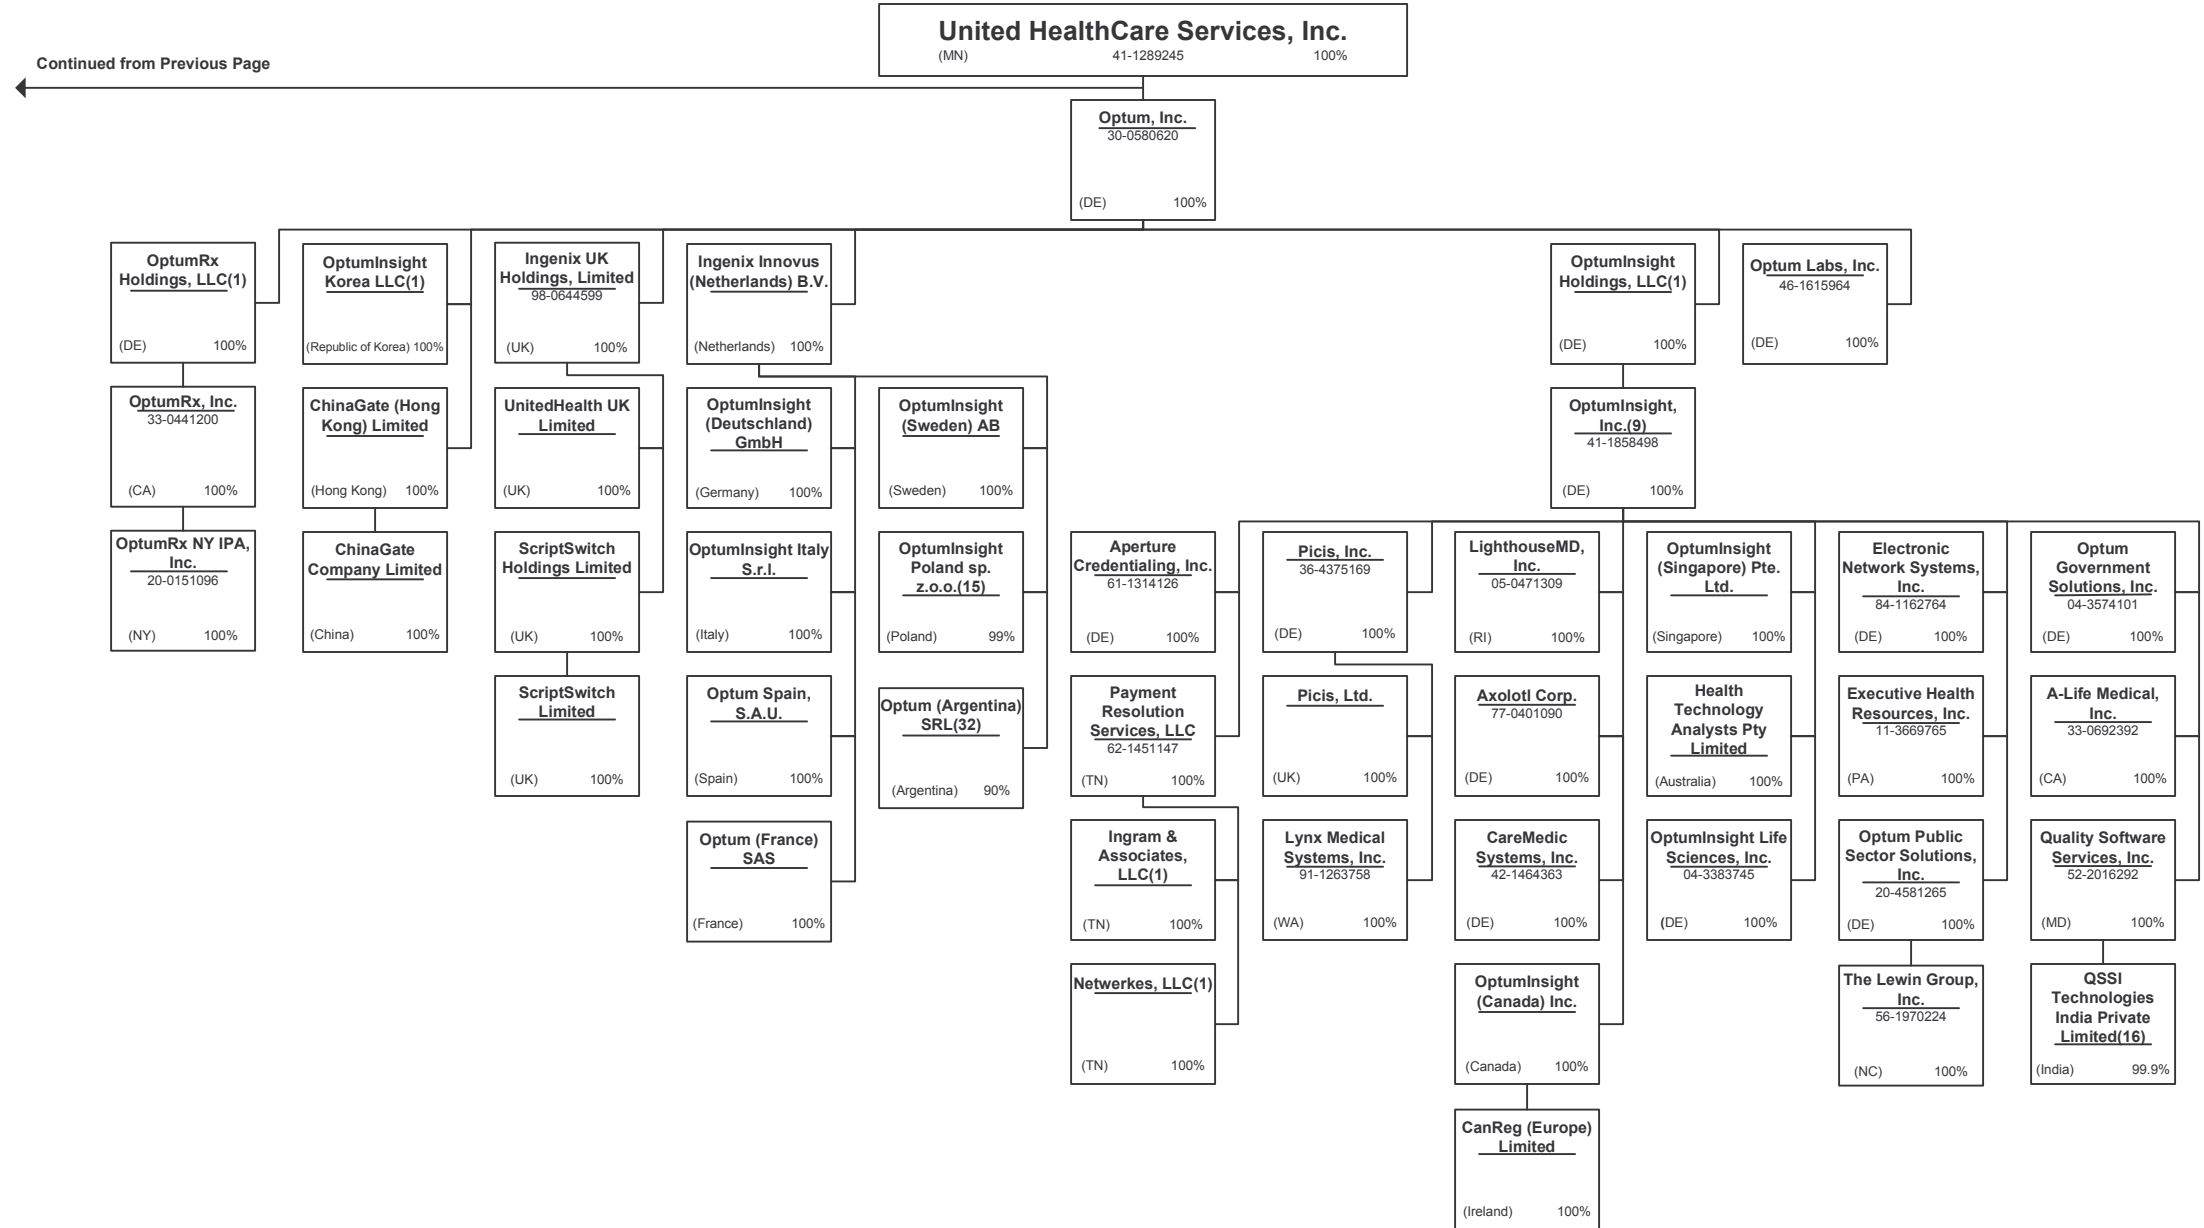 United HealthCare Services, Inc.
(MN) 41-1289245 100%
Continued from Previous Page
Optum, Inc.
30-0580620
(DE) 100%
OptumRx
Holdings, LLC(1)
(DE) 100%
OptumInsight
Korea LLC(1)
(Republic of Korea) 100%
Ingenix UK
Holdings, Limited
98-0644599
(UK) 100%
Ingenix Innovus
(Netherlands) B.V.
(Netherlands) 100%
OptumInsight
Holdings, LLC(1)
(DE) 100%
Optum Labs, Inc.
46-1615964
(DE) 100%
OptumRx, Inc.
33-0441200
(CA) 100%
ChinaGate (Hong
Kong) Limited
(Hong Kong) 100%
UnitedHealth UK
Limited
(UK) 100%
OptumInsight
(Deutschland)
GmbH
(Germany) 100%
OptumInsight
(Sweden) AB
(Sweden) 100%
OptumInsight,
Inc.(9)
41-1858498
(DE) 100%
OptumRx NY IPA,
Inc.
20-0151096
(NY) 100%
ChinaGate
Company Limited
(China) 100%
ScriptSwitch
Holdings Limited
(UK) 100%
OptumInsight Italy
S.r.l.
(Italy) 100%
OptumInsight
Poland sp.
z.o.o.(15)
(Poland) 99%
Aperture
Credentialing, Inc.
61-1314126
(DE) 100%
Picis, Inc.
36-4375169
(DE) 100%
LighthouseMD,
Inc.
05-0471309
(RI) 100%
OptumInsight
(Singapore) Pte.
Ltd.
(Singapore) 100%
Electronic
Network Systems,
Inc.
84-1162764
(DE) 100%
Optum
Government
Solutions, Inc.
04-3574101
(DE) 100%
ScriptSwitch
Limited
(UK) 100%
Optum Spain,
S.A.U.
(Spain) 100%
Optum (Argentina)
SRL(32)
(Argentina) 90%
Payment
Resolution
Services, LLC
62-1451147
(TN) 100%
Picis, Ltd.
(UK) 100%
Axolotl Corp.
77-0401090
(DE) 100%
Health
Technology
Analysts Pty
Limited
(Australia) 100%
Executive Health
Resources, Inc.
11-3669765
(PA) 100%
A-Life Medical,
Inc.
33-0692392
(CA) 100%
Optum (France)
SAS
(France) 100%
Ingram &
Associates,
LLC(1)
(TN) 100%
Lynx Medical
Systems, Inc.
91-1263758
(WA) 100%
CareMedic
Systems, Inc.
42-1464363
(DE) 100%
OptumInsight Life
Sciences, Inc.
04-3383745
(DE) 100%
Optum Public
Sector Solutions,
Inc.
20-4581265
(DE) 100%
Quality Software
Services, Inc.
52-2016292
(MD) 100%
Netwerkes, LLC(1)
(TN) 100%
OptumInsight
(Canada) Inc.
(Canada) 100%
The Lewin Group,
Inc.
56-1970224
(NC) 100%
QSSI
Technologies
India Private
Limited(16)
(India) 99.9%
CanReg (Europe)
Limited
(Ireland) 100%